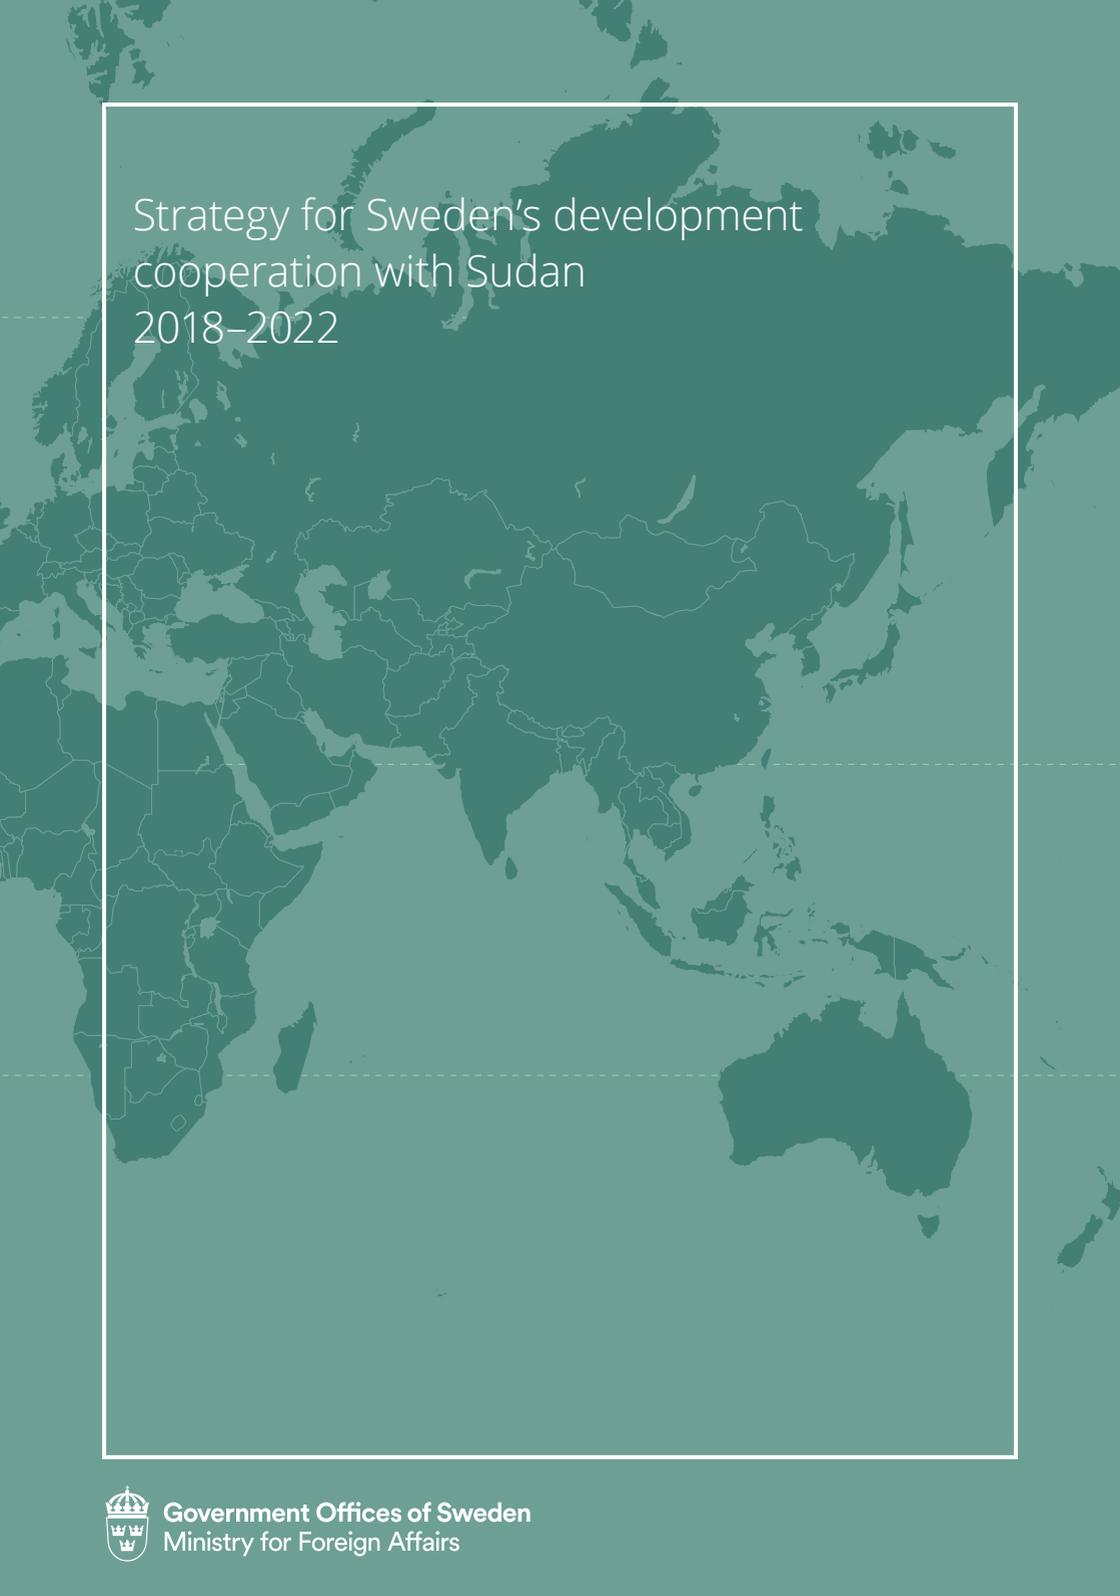 Strategy for Sweden’s development
cooperation with Sudan
2018–2022
Government Offices of Sweden
Ministry for Foreign Affairs